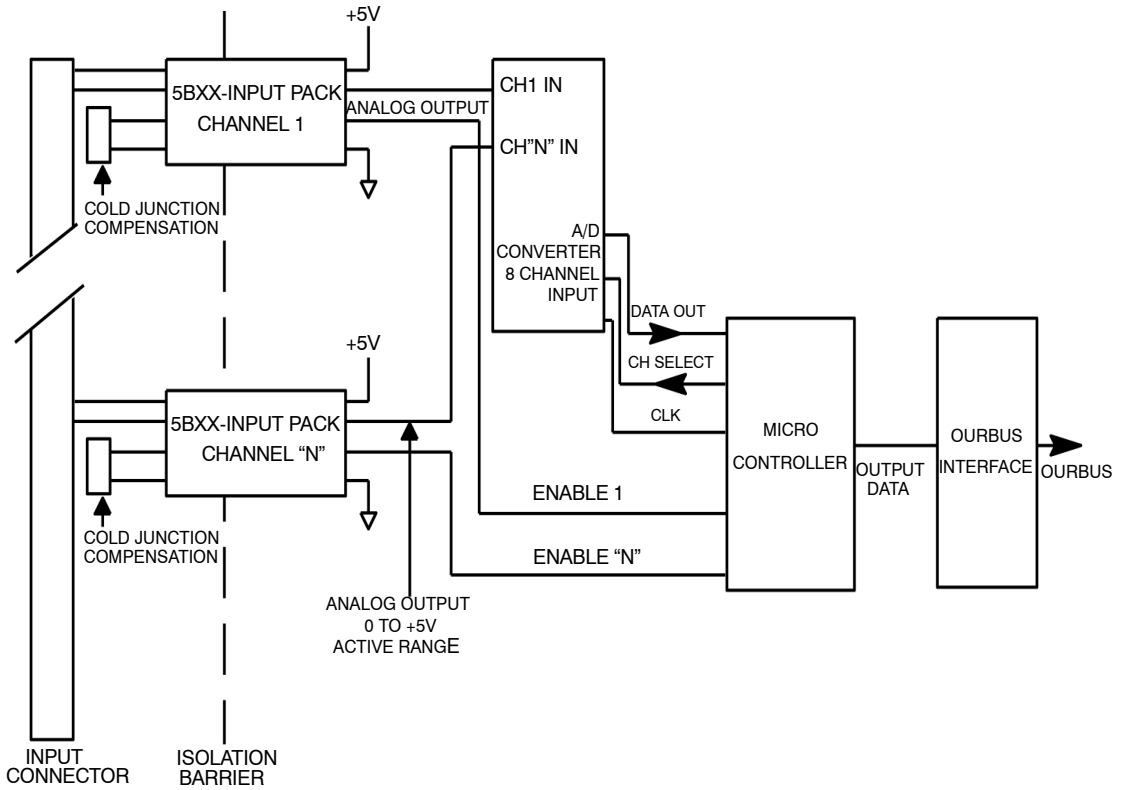 +5V
5BXX-INPUT PACK
CHANNEL 1
ANALOG OUTPUT
CH1 IN
CH”N” IN
COLD JUNCTION
COMPENSATION
A/D
CONVERTER
8 CHANNEL
INPUT
DATA OUT
CH SELECT
CLK
+5V
5BXX-INPUT PACK
CHANNEL “N”
MICRO
CONTROLLER
OUTPUT
DATA
OURBUS
INTERFACE
OURBUS
ENABLE 1
ENABLE “N”
COLD JUNCTION
COMPENSATION
ANALOG OUTPUT
0 TO +5V
ACTIVE RANGE
INPUT
CONNECTOR
ISOLATION
BARRIER